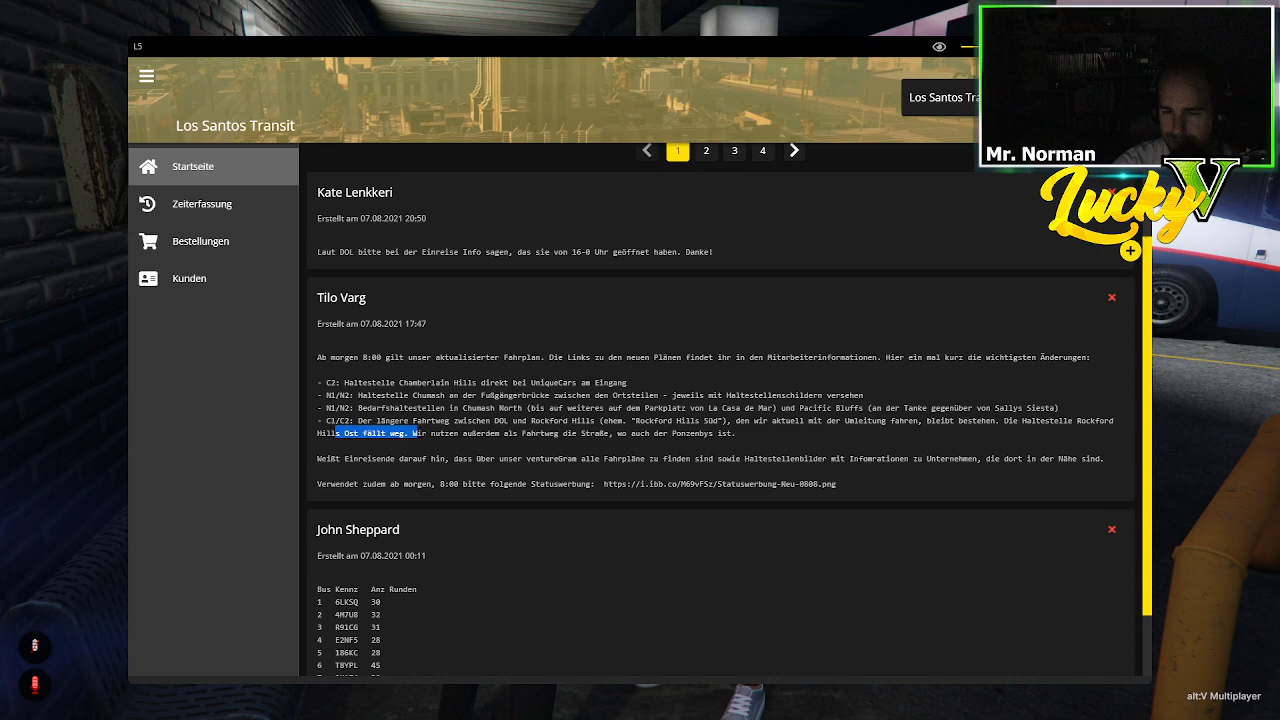 L5
Los Santos Transit
Los Santos Tra
Mr. Norman
LuckyV
Startseite
Zeiterfassung
Bestellungen
Kunden
1 2 3 4
Kate Lenkkeri
Erstellt am 07.08.2021 20:50
Laut DOL bitte bei der Einreise Info sagen, das sie von 16-0 Uhr geöffnet haben. Danke!
Tilo Varg
Erstellt am 07.08.2021 17:47
Ab morgen 8:00 gilt unser aktualisierter Fahrplan. Die Links zu den neuen Plänen findet ihr in den Mitarbeiterinformationen. Hier ein mal kurz die wichtigsten Änderungen:
- C2: Haltestelle Chamberlain Hills direkt bei UniqueCars am Eingang
- N1/N2: Haltestelle Chumash an der Fußgängerbrücke zwischen den Ortsteilen - jeweils mit Haltestellenschildern versehen
- N1/N2: Bedarfshaltestellen in Chumash North (bis auf weiteres auf dem Parkplatz von La Casa de Mar) und Pacific Bluffs (an der Tanke gegenüber von Sallys Siesta)
- C1/C2: Der längere Fahrtweg zwischen DOL und Rockford Hills (ehem. "Rockford Hills Süd"), den wir aktuell mit der Umleitung fahren, bleibt bestehen. Die Haltestelle Rockford
Hills Ost fällt weg. Wir nutzen außerdem als Fahrtweg die Straße, wo auch der Ponzenbys ist.
Weißt Einreisende darauf hin, dass über unser ventureGram alle Fahrpläne zu finden sind sowie Haltestellenbilder mit Infomrationen zu Unternehmen, die dort in der Nähe sind.
Verwendet zudem ab morgen, 8:00 bitte folgende Statuswerbung: https://i.ibb.co/M69vFSz/Statuswerbung-Neu-0808.png
John Sheppard
Erstellt am 07.08.2021 00:11
Bus Kennz Anz Runden
1 6LKSQ 30
2 4M7U8 32
3 R91CG 31
4 E2NF5 28
5 186KC 28
6 T8YPL 45
alt:V Multiplayer